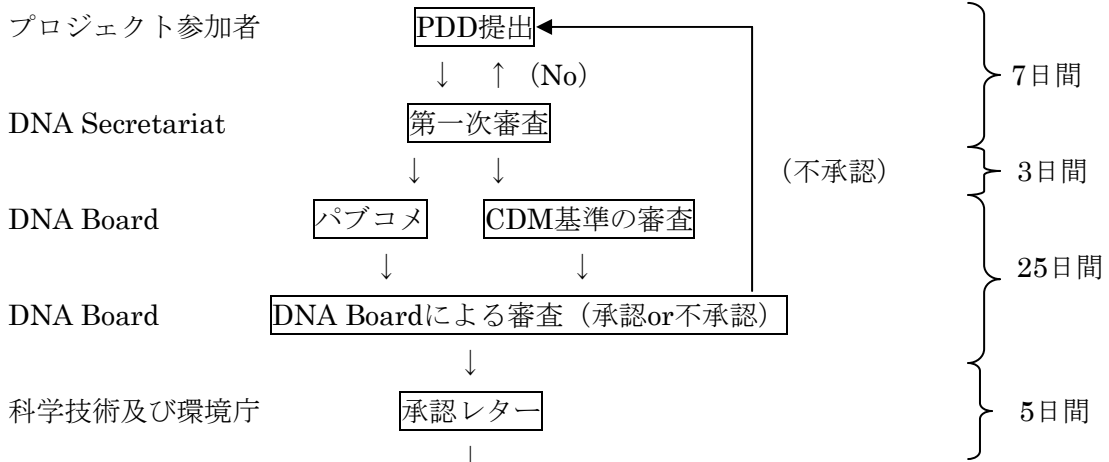 プロジェクト参加者 PDD提出
↓ ↑ (No) 7日間
DNA Secretariat 第一次審査
↓ ↓ (不承認) 3日間
DNA Board パブコメ CDM基準の審査
↓ ↓ 25日間
DNA Board DNA Boardによる審査（承認or不承認）
↓
科学技術及び環境庁 承認レター 5日間